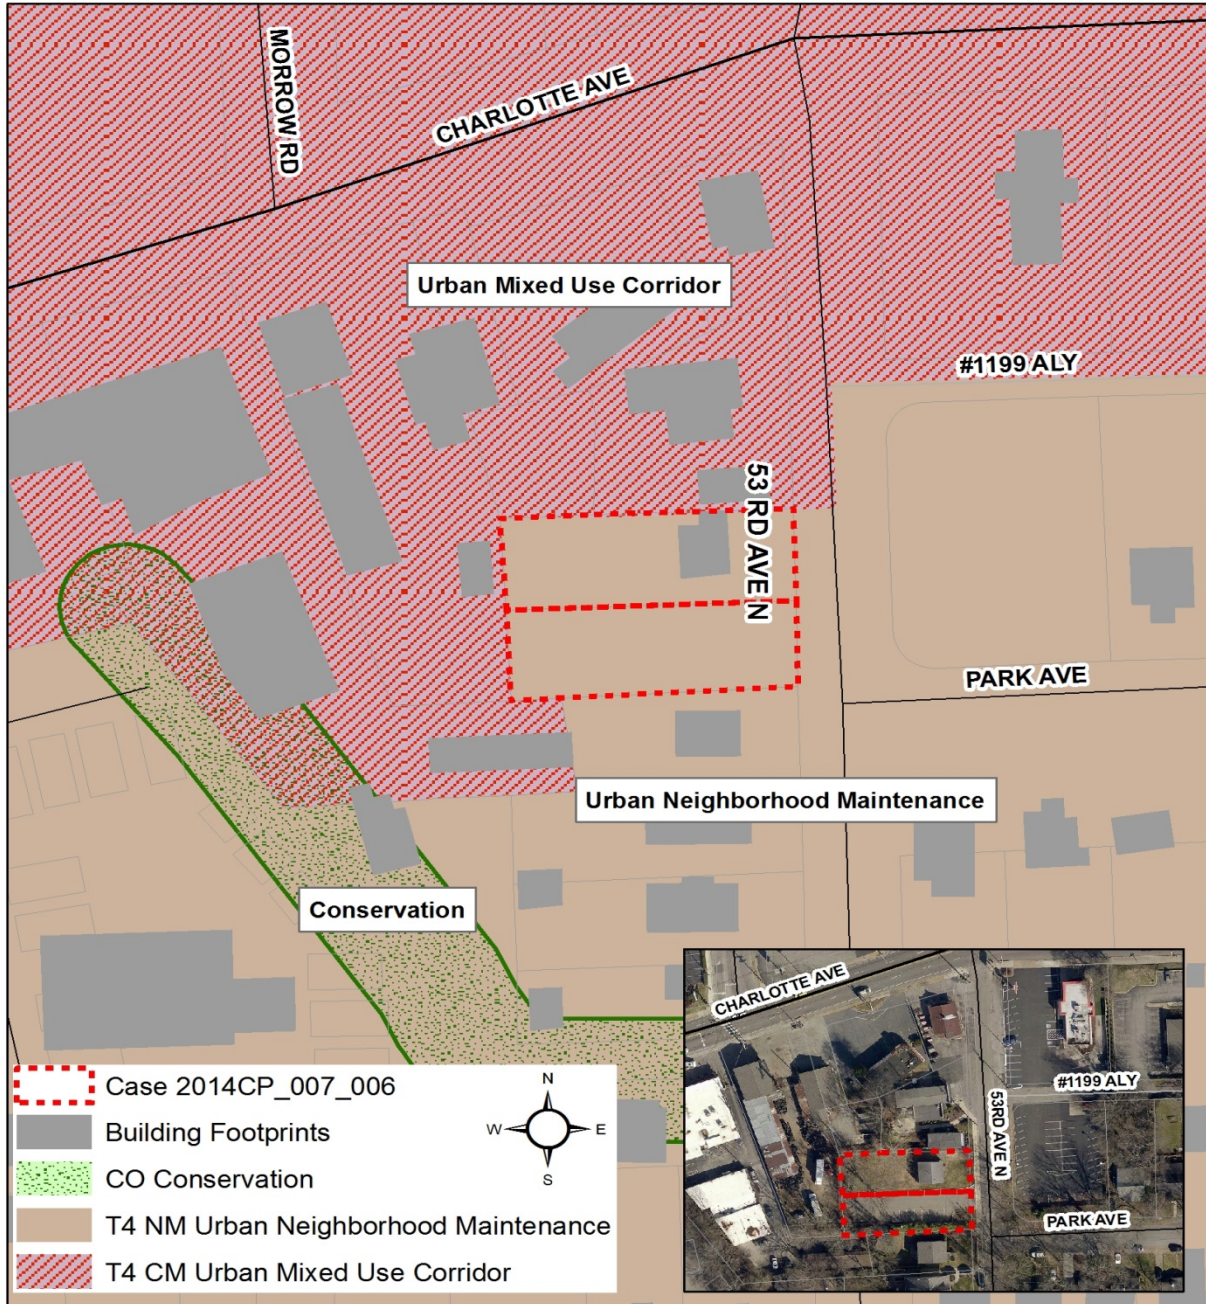 MORROW RD
CHARLOTTE AVE
Urban Mixed Use Corridor
#1199 ALY
53 RD AVE N
PARK AVE
Urban Neighborhood Maintenance
Conservation
Case 2014CP_007_006
Building Footprints
CO Conservation
T4 NM Urban Neighborhood Maintenance
T4 CM Urban Mixed Use Corridor
N
W
E
S
CHARLOTTE AVE
#1199 ALY
53RD AVE N
PARK AVE